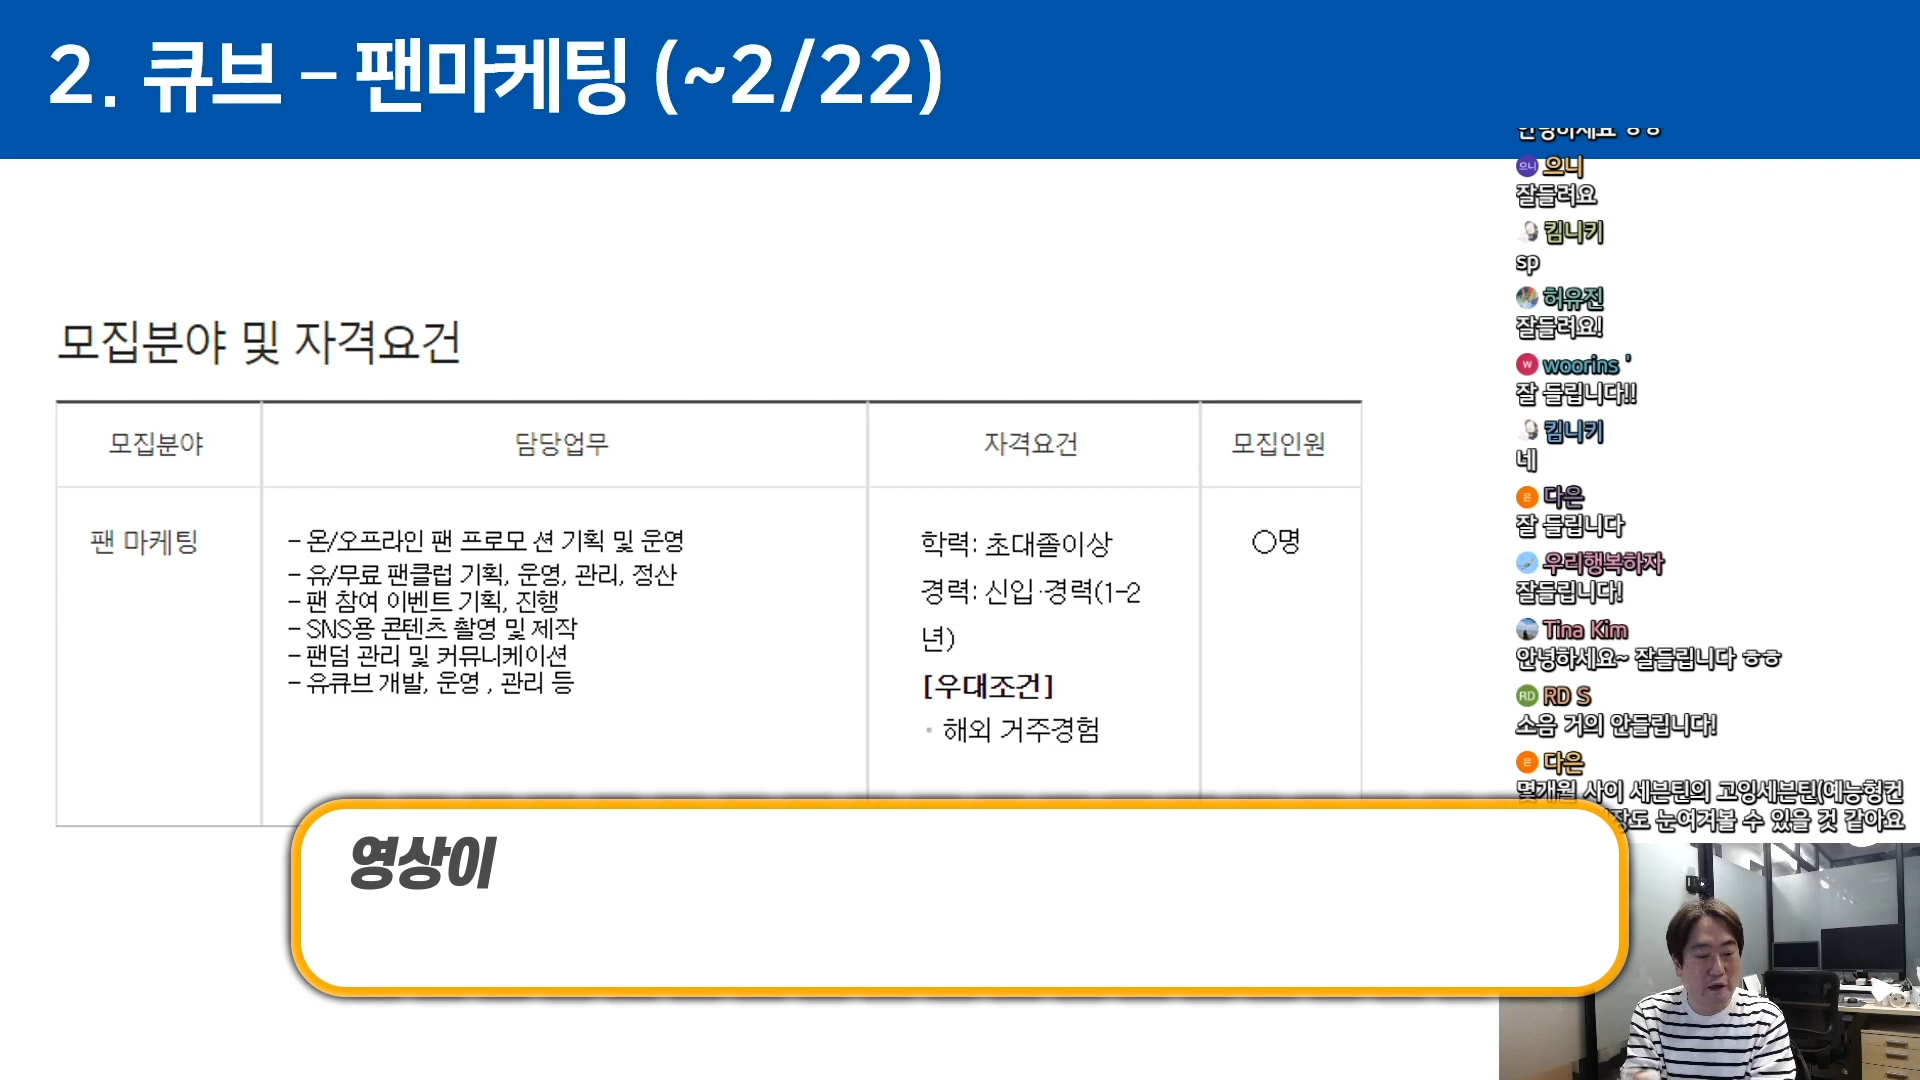 2. 큐브 – 팬마케팅 (~2/22)
모집분야 및 자격요건
모집분야
담당업무
자격요건
모집인원
팬 마케팅
- 온/오프라인 팬 프로모 션 기획 및 운영
- 유/무료 팬클럽 기획, 운영, 관리, 정산
- 팬 참여 이벤트 기획, 진행
- SNS용 콘텐츠 촬영 및 제작
- 팬덤 관리 및 커뮤니케이션
- 유큐브 개발, 운영 , 관리 등
학력: 초대졸이상
경력: 신입·경력(1-2
년)
[우대조건]
· 해외 거주경험
○명
안녕하세요 ㅎㅎ
으니 으니
잘들려요
킴니키
sp
허유진
잘들려요!
W woorins '
잘 들립니다!!
킴니키
네
은 다은
잘 들립니다
우리행복하자
잘들립니다!
Tina Kim
안녕하세요~ 잘들립니다 ㅎㅎ
RD RD S
소음 거의 안들립니다!
은 다은
몇개월 사이 세븐틴의 고잉세븐틴(예능형컨
장도 눈여겨볼 수 있을 것 같아요
영상이